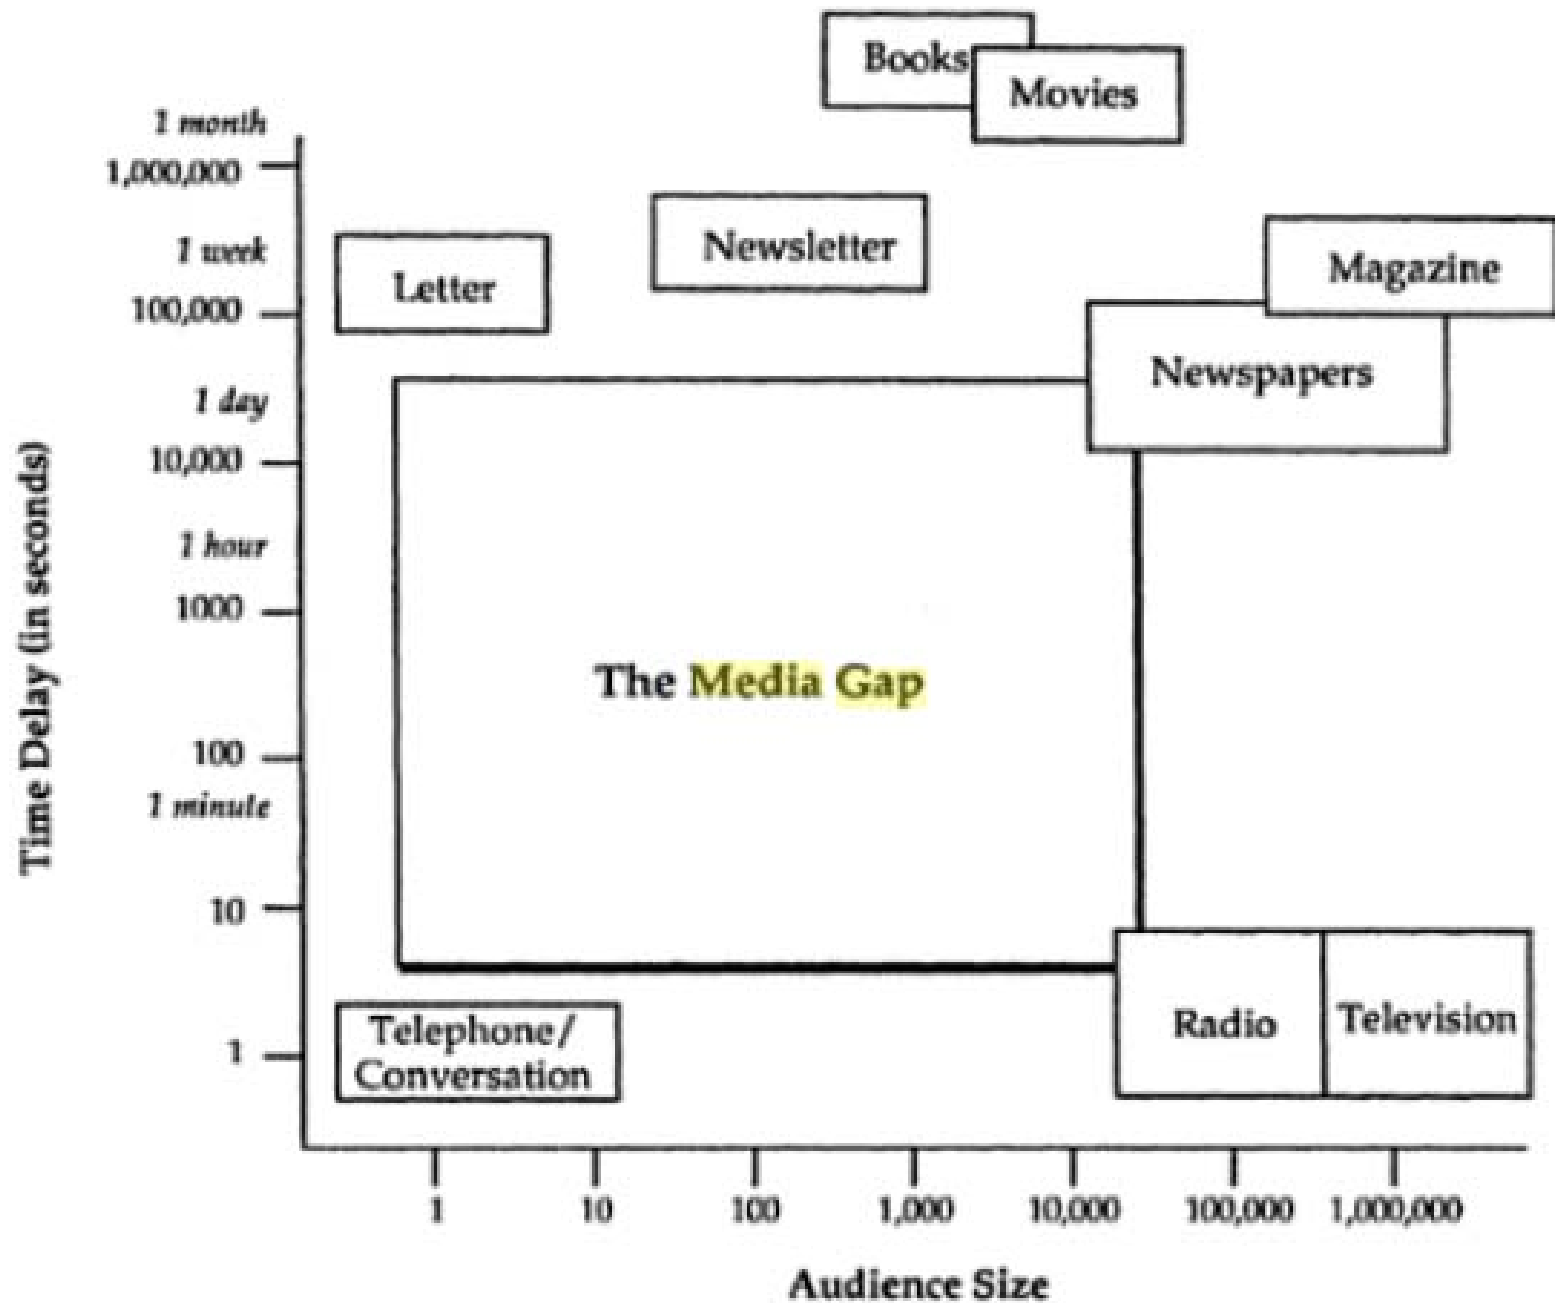 Books
Movies
1 month
1,000,000
Newsletter
1 week
Letter
Magazine
100,000
Newspapers
1 day
10,000
1 hour
1000
The Media Gap
100
1 minute
10
Radio
Television
Telephone/
Conversation
1
Time Delay (in seconds)
1 10 100 1,000 10,000 100,000 1,000,000
Audience Size